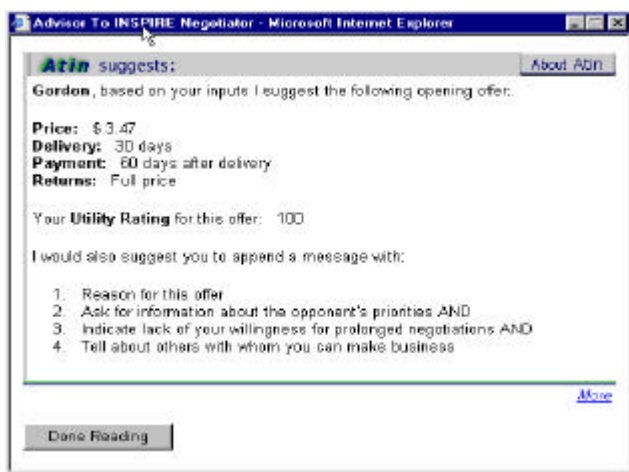 Advisor To INSPIRE Negotiator - Microsoft Internet Explorer
Atin suggests:
About Atin
Gordon, based on your inputs I suggest the following opening offer:
Price: $ 3.47
Delivery: 30 days
Payment: 60 days after delivery
Returns: Full price
Your Utility Rating for this offer: 100
I would also suggest you to append a message with:
1. Reason for this offer
2. Ask for information about the opponent's priorities AND
3. Indicate lack of your willingness for prolonged negotiations AND
4. Tell about others with whom you can make business
More
Done Reading